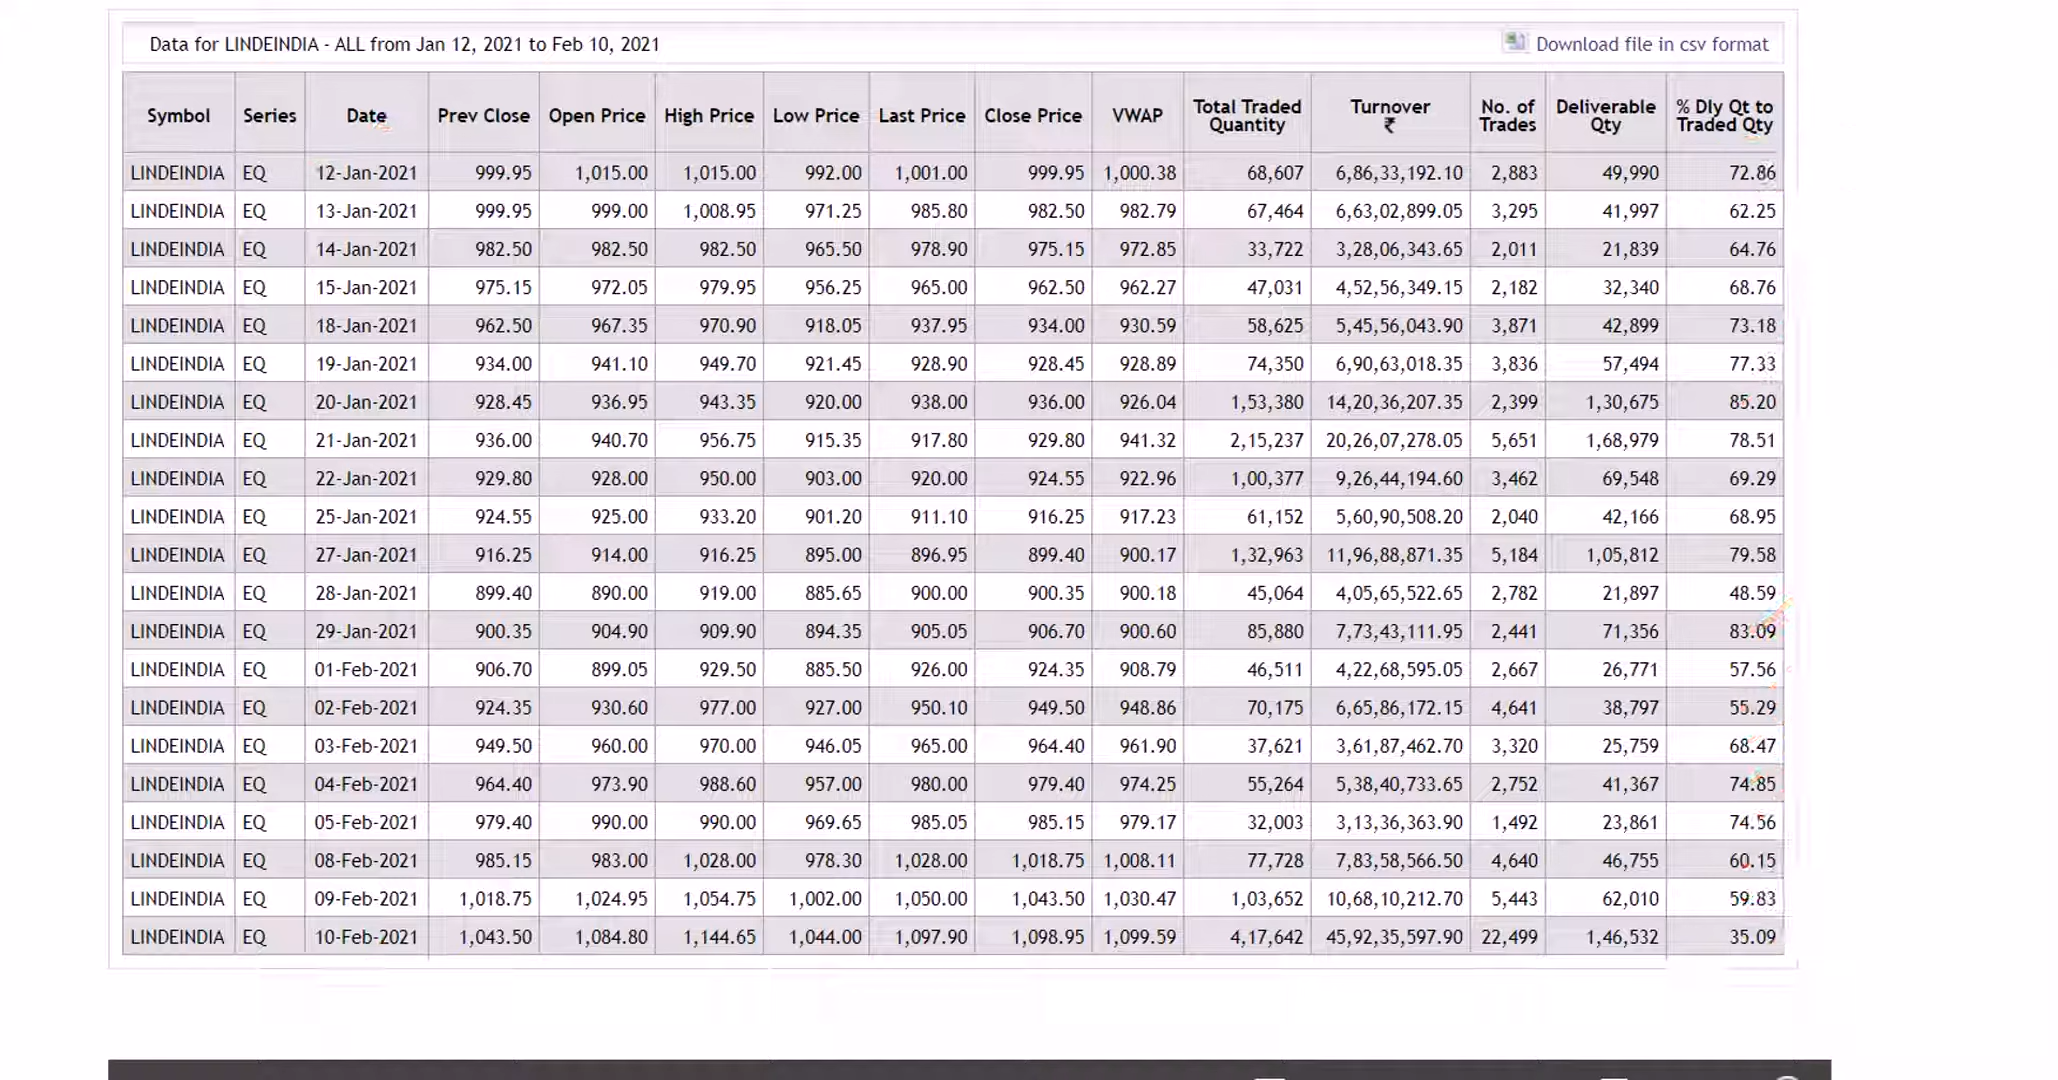 Data for LINDEINDIA - ALL from Jan 12, 2021 to Feb 10, 2021 Download file in csv format
Symbol Series Date Prev Close Open Price High Price Low Price Last Price Close Price VWAP Total Traded Quantity Turnover ₹ No. of Trades Deliverable Qty % Dly Qt to Traded Qty
LINDEINDIA EQ 12-Jan-2021 999.95 1,015.00 1,015.00 992.00 1,001.00 999.95 1,000.38 68,607 6,86,33,192.10 2,883 49,990 72.86
LINDEINDIA EQ 13-Jan-2021 999.95 999.00 1,008.95 971.25 985.80 982.50 982.79 67,464 6,63,02,899.05 3,295 41,997 62.25
LINDEINDIA EQ 14-Jan-2021 982.50 982.50 982.50 965.50 978.90 975.15 972.85 33,722 3,28,06,343.65 2,011 21,839 64.76
LINDEINDIA EQ 15-Jan-2021 975.15 972.05 979.95 956.25 965.00 962.50 962.27 47,031 4,52,56,349.15 2,182 32,340 68.76
LINDEINDIA EQ 18-Jan-2021 962.50 967.35 970.90 918.05 937.95 934.00 930.59 58,625 5,45,56,043.90 3,871 42,899 73.18
LINDEINDIA EQ 19-Jan-2021 934.00 941.10 949.70 921.45 928.90 928.45 928.89 74,350 6,90,63,018.35 3,836 57,494 77.33
LINDEINDIA EQ 20-Jan-2021 928.45 936.95 943.35 920.00 938.00 936.00 926.04 1,53,380 14,20,36,207.35 2,399 1,30,675 85.20
LINDEINDIA EQ 21-Jan-2021 936.00 940.70 956.75 915.35 917.80 929.80 941.32 2,15,237 20,26,07,278.05 5,651 1,68,979 78.51
LINDEINDIA EQ 22-Jan-2021 929.80 928.00 950.00 903.00 920.00 924.55 922.96 1,00,377 9,26,44,194.60 3,462 69,548 69.29
LINDEINDIA EQ 25-Jan-2021 924.55 925.00 933.20 901.20 911.10 916.25 917.23 61,152 5,60,90,508.20 2,040 42,166 68.95
LINDEINDIA EQ 27-Jan-2021 916.25 914.00 916.25 895.00 896.95 899.40 900.17 1,32,963 11,96,88,871.35 5,184 1,05,812 79.58
LINDEINDIA EQ 28-Jan-2021 899.40 890.00 919.00 885.65 900.00 900.35 900.18 45,064 4,05,65,522.65 2,782 21,897 48.59
LINDEINDIA EQ 29-Jan-2021 900.35 904.90 909.90 894.35 905.05 906.70 900.60 85,880 7,73,43,111.95 2,441 71,356 83.09
LINDEINDIA EQ 01-Feb-2021 906.70 899.05 929.50 885.50 926.00 924.35 908.79 46,511 4,22,68,595.05 2,667 26,771 57.56
LINDEINDIA EQ 02-Feb-2021 924.35 930.60 977.00 927.00 950.10 949.50 948.86 70,175 6,65,86,172.15 4,641 38,797 55.29
LINDEINDIA EQ 03-Feb-2021 949.50 960.00 970.00 946.05 965.00 964.40 961.90 37,621 3,61,87,462.70 3,320 25,759 68.47
LINDEINDIA EQ 04-Feb-2021 964.40 973.90 988.60 957.00 980.00 979.40 974.25 55,264 5,38,40,733.65 2,752 41,367 74.85
LINDEINDIA EQ 05-Feb-2021 979.40 990.00 990.00 969.65 985.05 985.15 979.17 32,003 3,13,36,363.90 1,492 23,861 74.56
LINDEINDIA EQ 08-Feb-2021 985.15 983.00 1,028.00 978.30 1,028.00 1,018.75 1,008.11 77,728 7,83,58,566.50 4,640 46,755 60.15
LINDEINDIA EQ 09-Feb-2021 1,018.75 1,024.95 1,054.75 1,002.00 1,050.00 1,043.50 1,030.47 1,03,652 10,68,10,212.70 5,443 62,010 59.83
LINDEINDIA EQ 10-Feb-2021 1,043.50 1,084.80 1,144.65 1,044.00 1,097.90 1,098.95 1,099.59 4,17,642 45,92,35,597.90 22,499 1,46,532 35.09